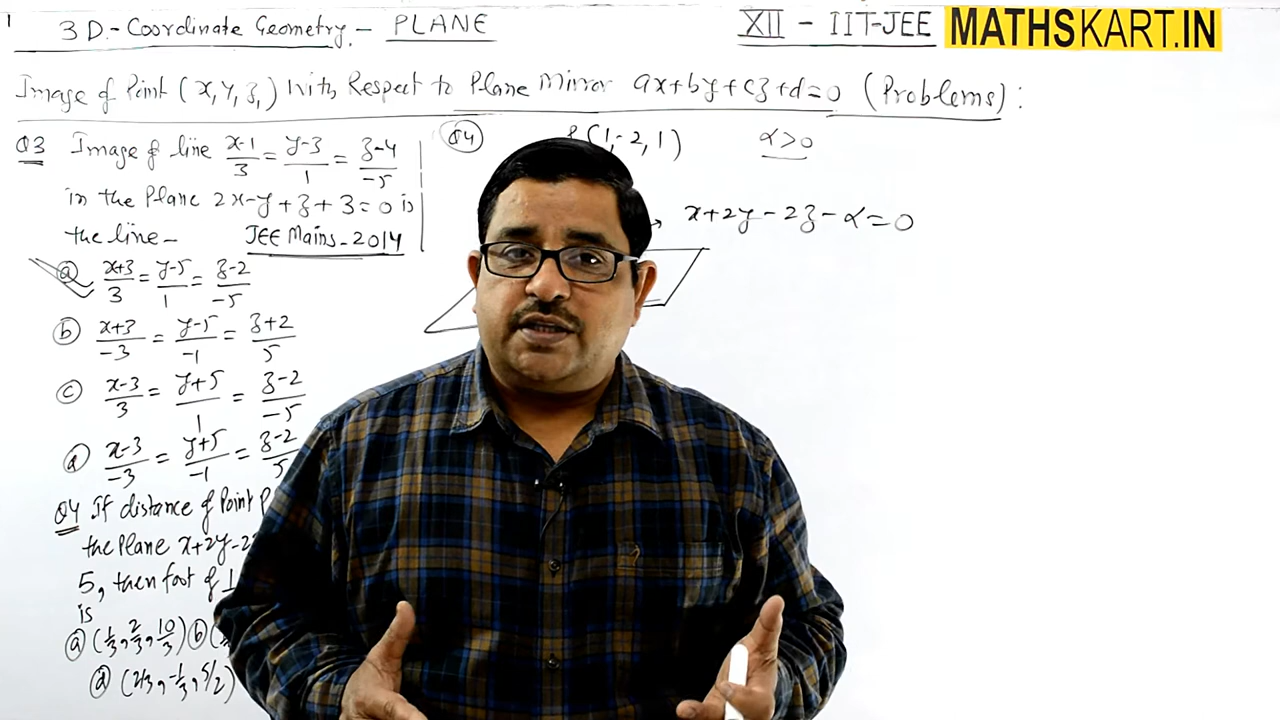 1
3D.-Coordinate Geometry.- PLANE
XII - IIT-JEE
MATHSKART.IN
Image of Point (x,y,z,) With Respect to Plane Mirror ax+by+cz+d=0 (Problems):
Q3 Image of line x-1/3 = y-3/1 = z-4/-5
in the Plane 2x-y+z+3=0 is
the line- JEE Mains-2014
(a) x+3/3 = y-5/1 = z-2/-5
(b) x+3/-3 = y-5/-1 = z+2/5
(c) x-3/3 = y+5/1 = z-2/-5
(d) x-3/-3 = y+5/-1 = z-2/5
Q4 If distance of Point P
the Plane x+2y-2
5, then foot of ⊥
is
(a) (1/3, 2/3, 10/3) (b)
(d) (2/3, -1/3, 5/2)
Q4
(1,-2,1) α>0
x+2y-2z-α=0